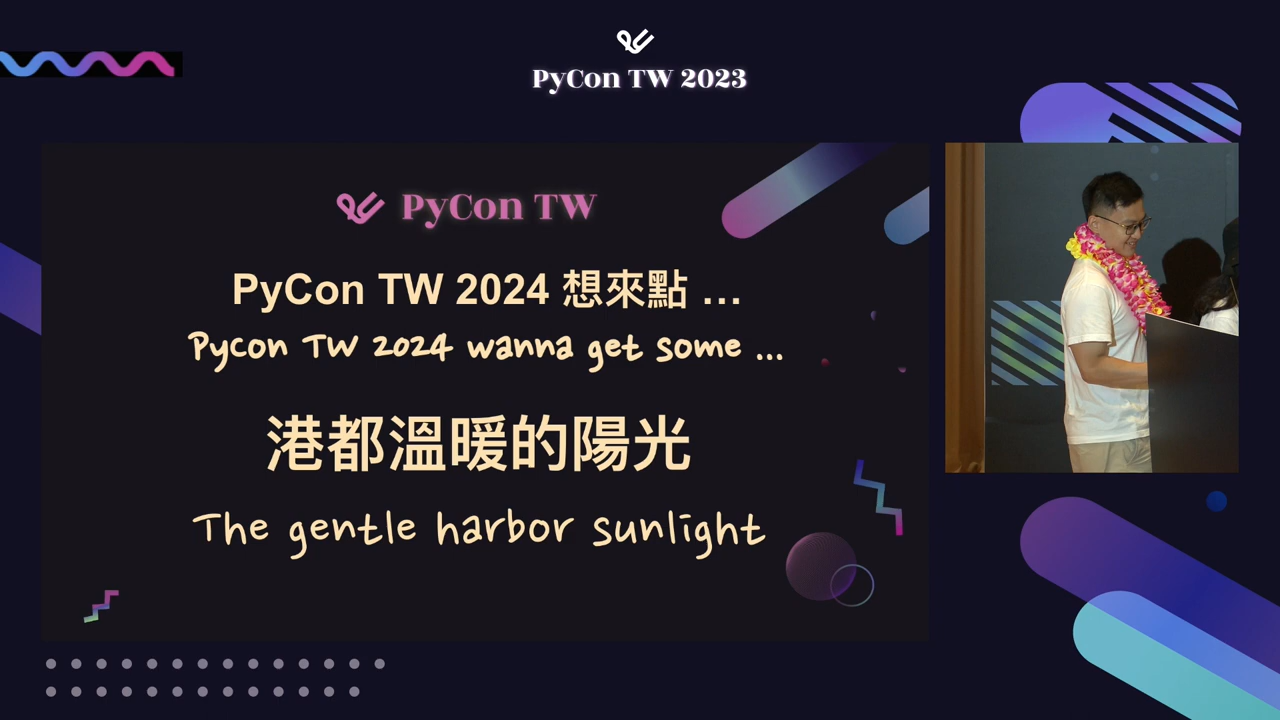 PyCon TW 2023
PyCon TW
PyCon TW 2024 想來點 ...
Pycon TW 2024 wanna get some ...
港都溫暖的陽光
The gentle harbor sunlight